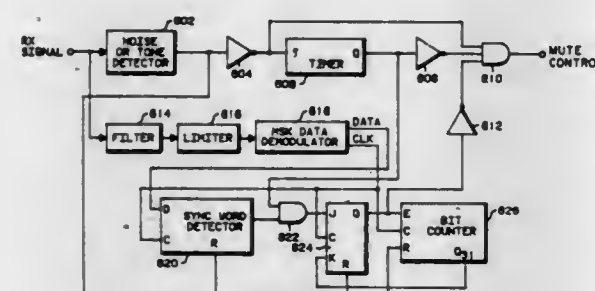 802
RX
SIGNAL
NOISE
OR TONE
DETECTOR
804
T
Q
TIMER
806
808
810
MUTE
CONTROL
814
816
818
FILTER
LIMITER
MSK DATA
DEMODULATOR
DATA
CLK
812
D
C
SYNC WORD
DETECTOR
R
820
822
J
Q
C
824
K
R
E
C
R
BIT
COUNTER
Q31
826